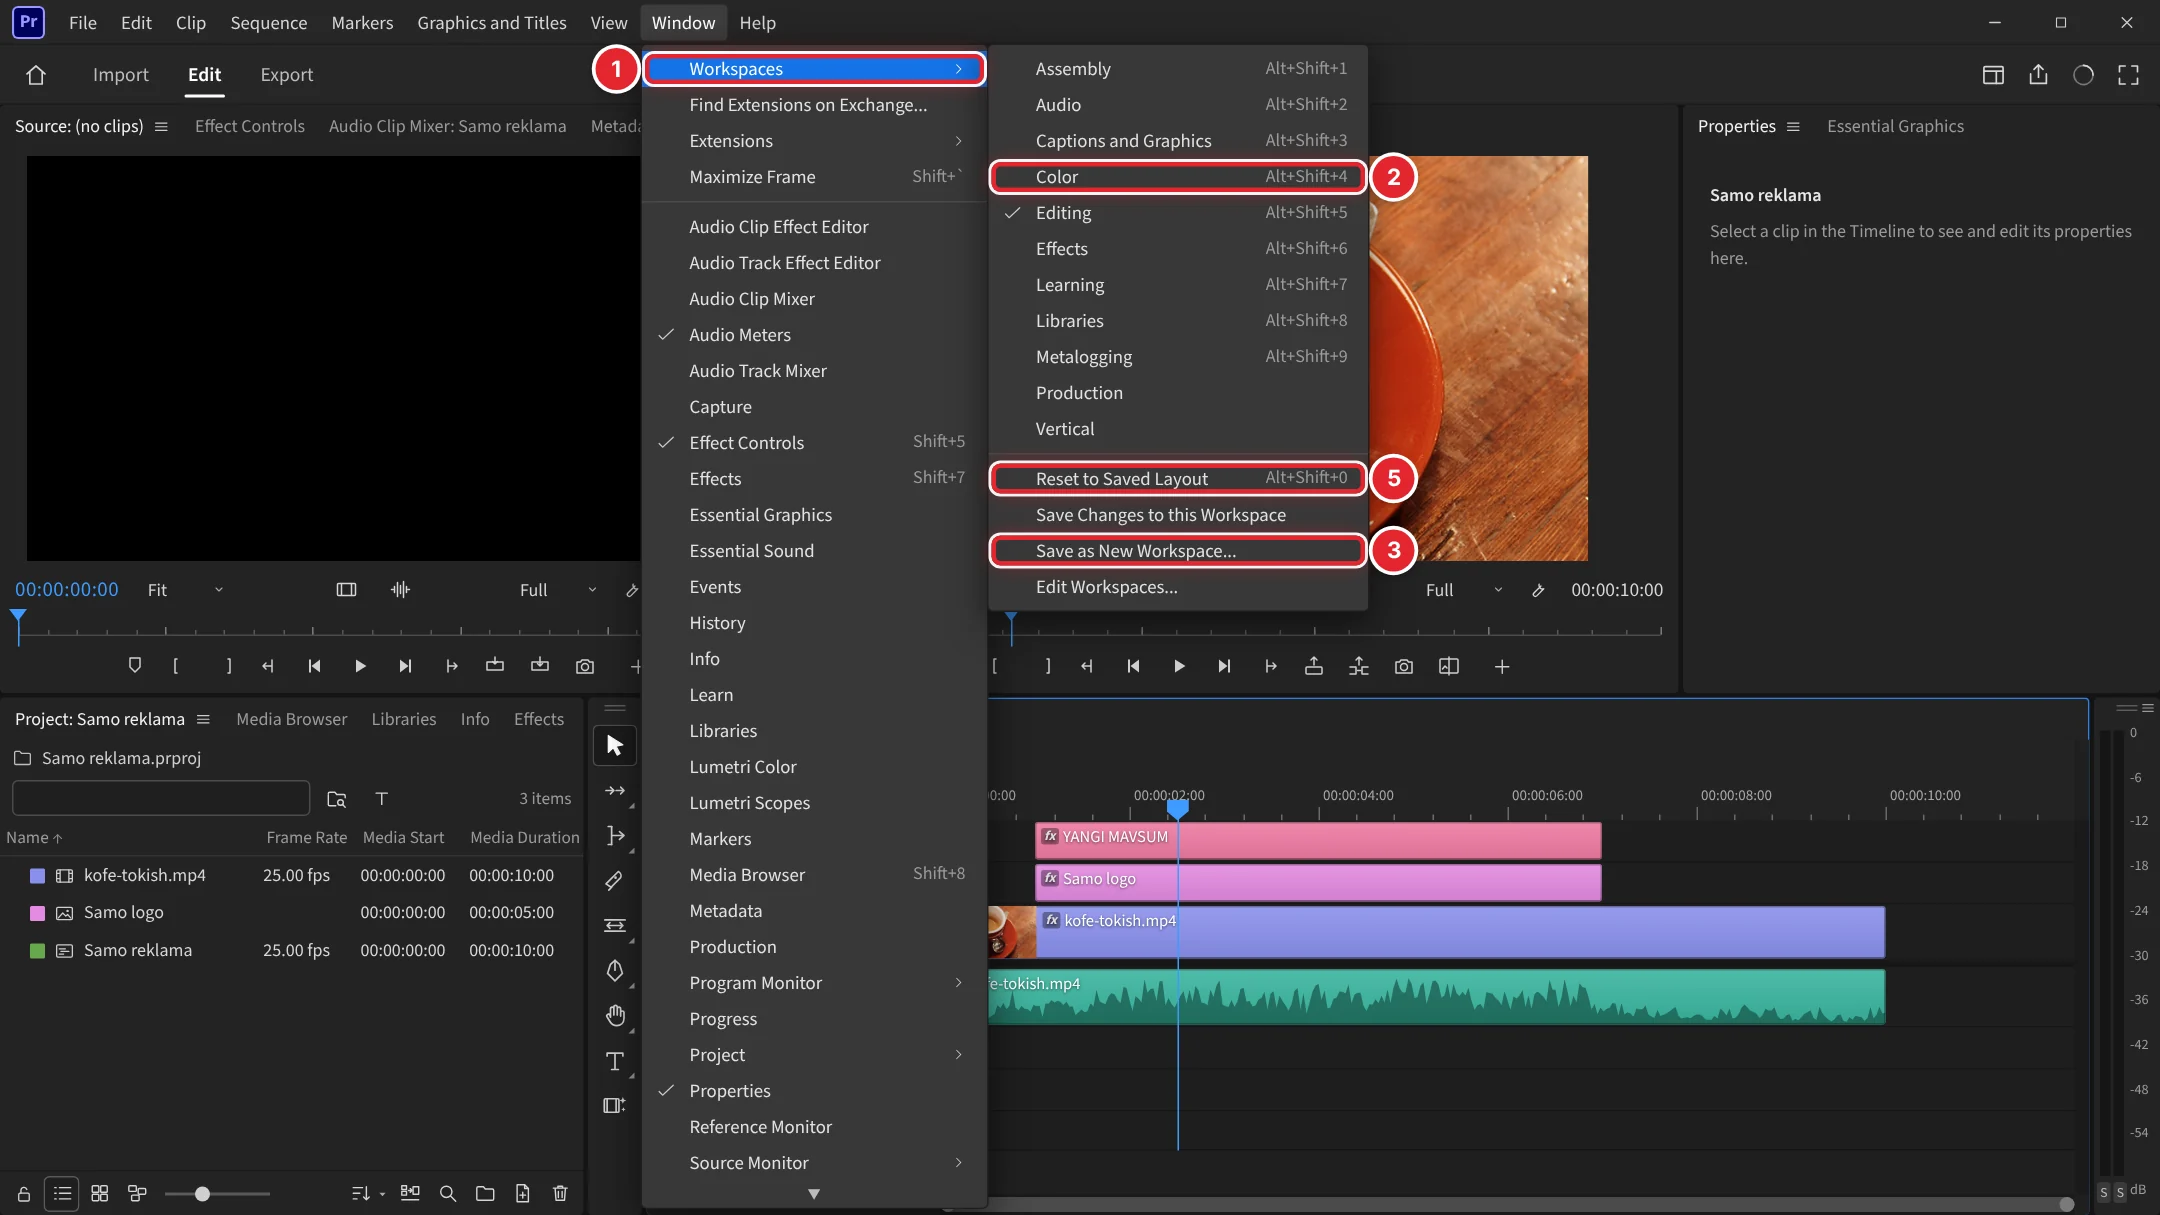 Pr File Edit Clip Sequence Markers Graphics and Titles View Window Help
Import Edit Export
Source: (no clips) Effect Controls Audio Clip Mixer: Samo reklama
1 Workspaces
Find Extensions on Exchange...
Extensions
Maximize Frame Shift+`
Audio Clip Effect Editor
Audio Track Effect Editor
Audio Clip Mixer
Audio Meters
Audio Track Mixer
Capture
Effect Controls Shift+5
Effects Shift+7
Essential Graphics
Essential Sound
Events
History
Info
Learn
Libraries
Lumetri Color
Lumetri Scopes
Markers
Media Browser Shift+8
Metadata
Production
Program Monitor
Progress
Project
Properties
Reference Monitor
Source Monitor
Assembly Alt+Shift+1
Audio Alt+Shift+2
Captions and Graphics Alt+Shift+3
Color Alt+Shift+4 2
Editing Alt+Shift+5
Effects Alt+Shift+6
Learning Alt+Shift+7
Libraries Alt+Shift+8
Metalogging Alt+Shift+9
Production
Vertical
Reset to Saved Layout Alt+Shift+0 5
Save Changes to this Workspace
Save as New Workspace... 3
Edit Workspaces...
Properties Essential Graphics
Samo reklama
Select a clip in the Timeline to see and edit its properties
here.
00:00:00:00 Fit Full
Full 00:00:10:00
Project: Samo reklama Media Browser Libraries Info Effects
Samo reklama.prproj
3 items
Name Frame Rate Media Start Media Duration
kofe-tokish.mp4 25.00 fps 00:00:00:00 00:00:10:00
Samo logo 00:00:00:00 00:00:05:00
Samo reklama 25.00 fps 00:00:00:00 00:00:10:00
00:00:02:00 00:00:04:00 00:00:06:00 00:00:08:00 00:00:10:00
fx YANGI MAVSUM
fx Samo logo
fx kofe-tokish.mp4
fe-tokish.mp4
0
-6
-12
-18
-24
-30
-36
-42
-48
-54
S S dB